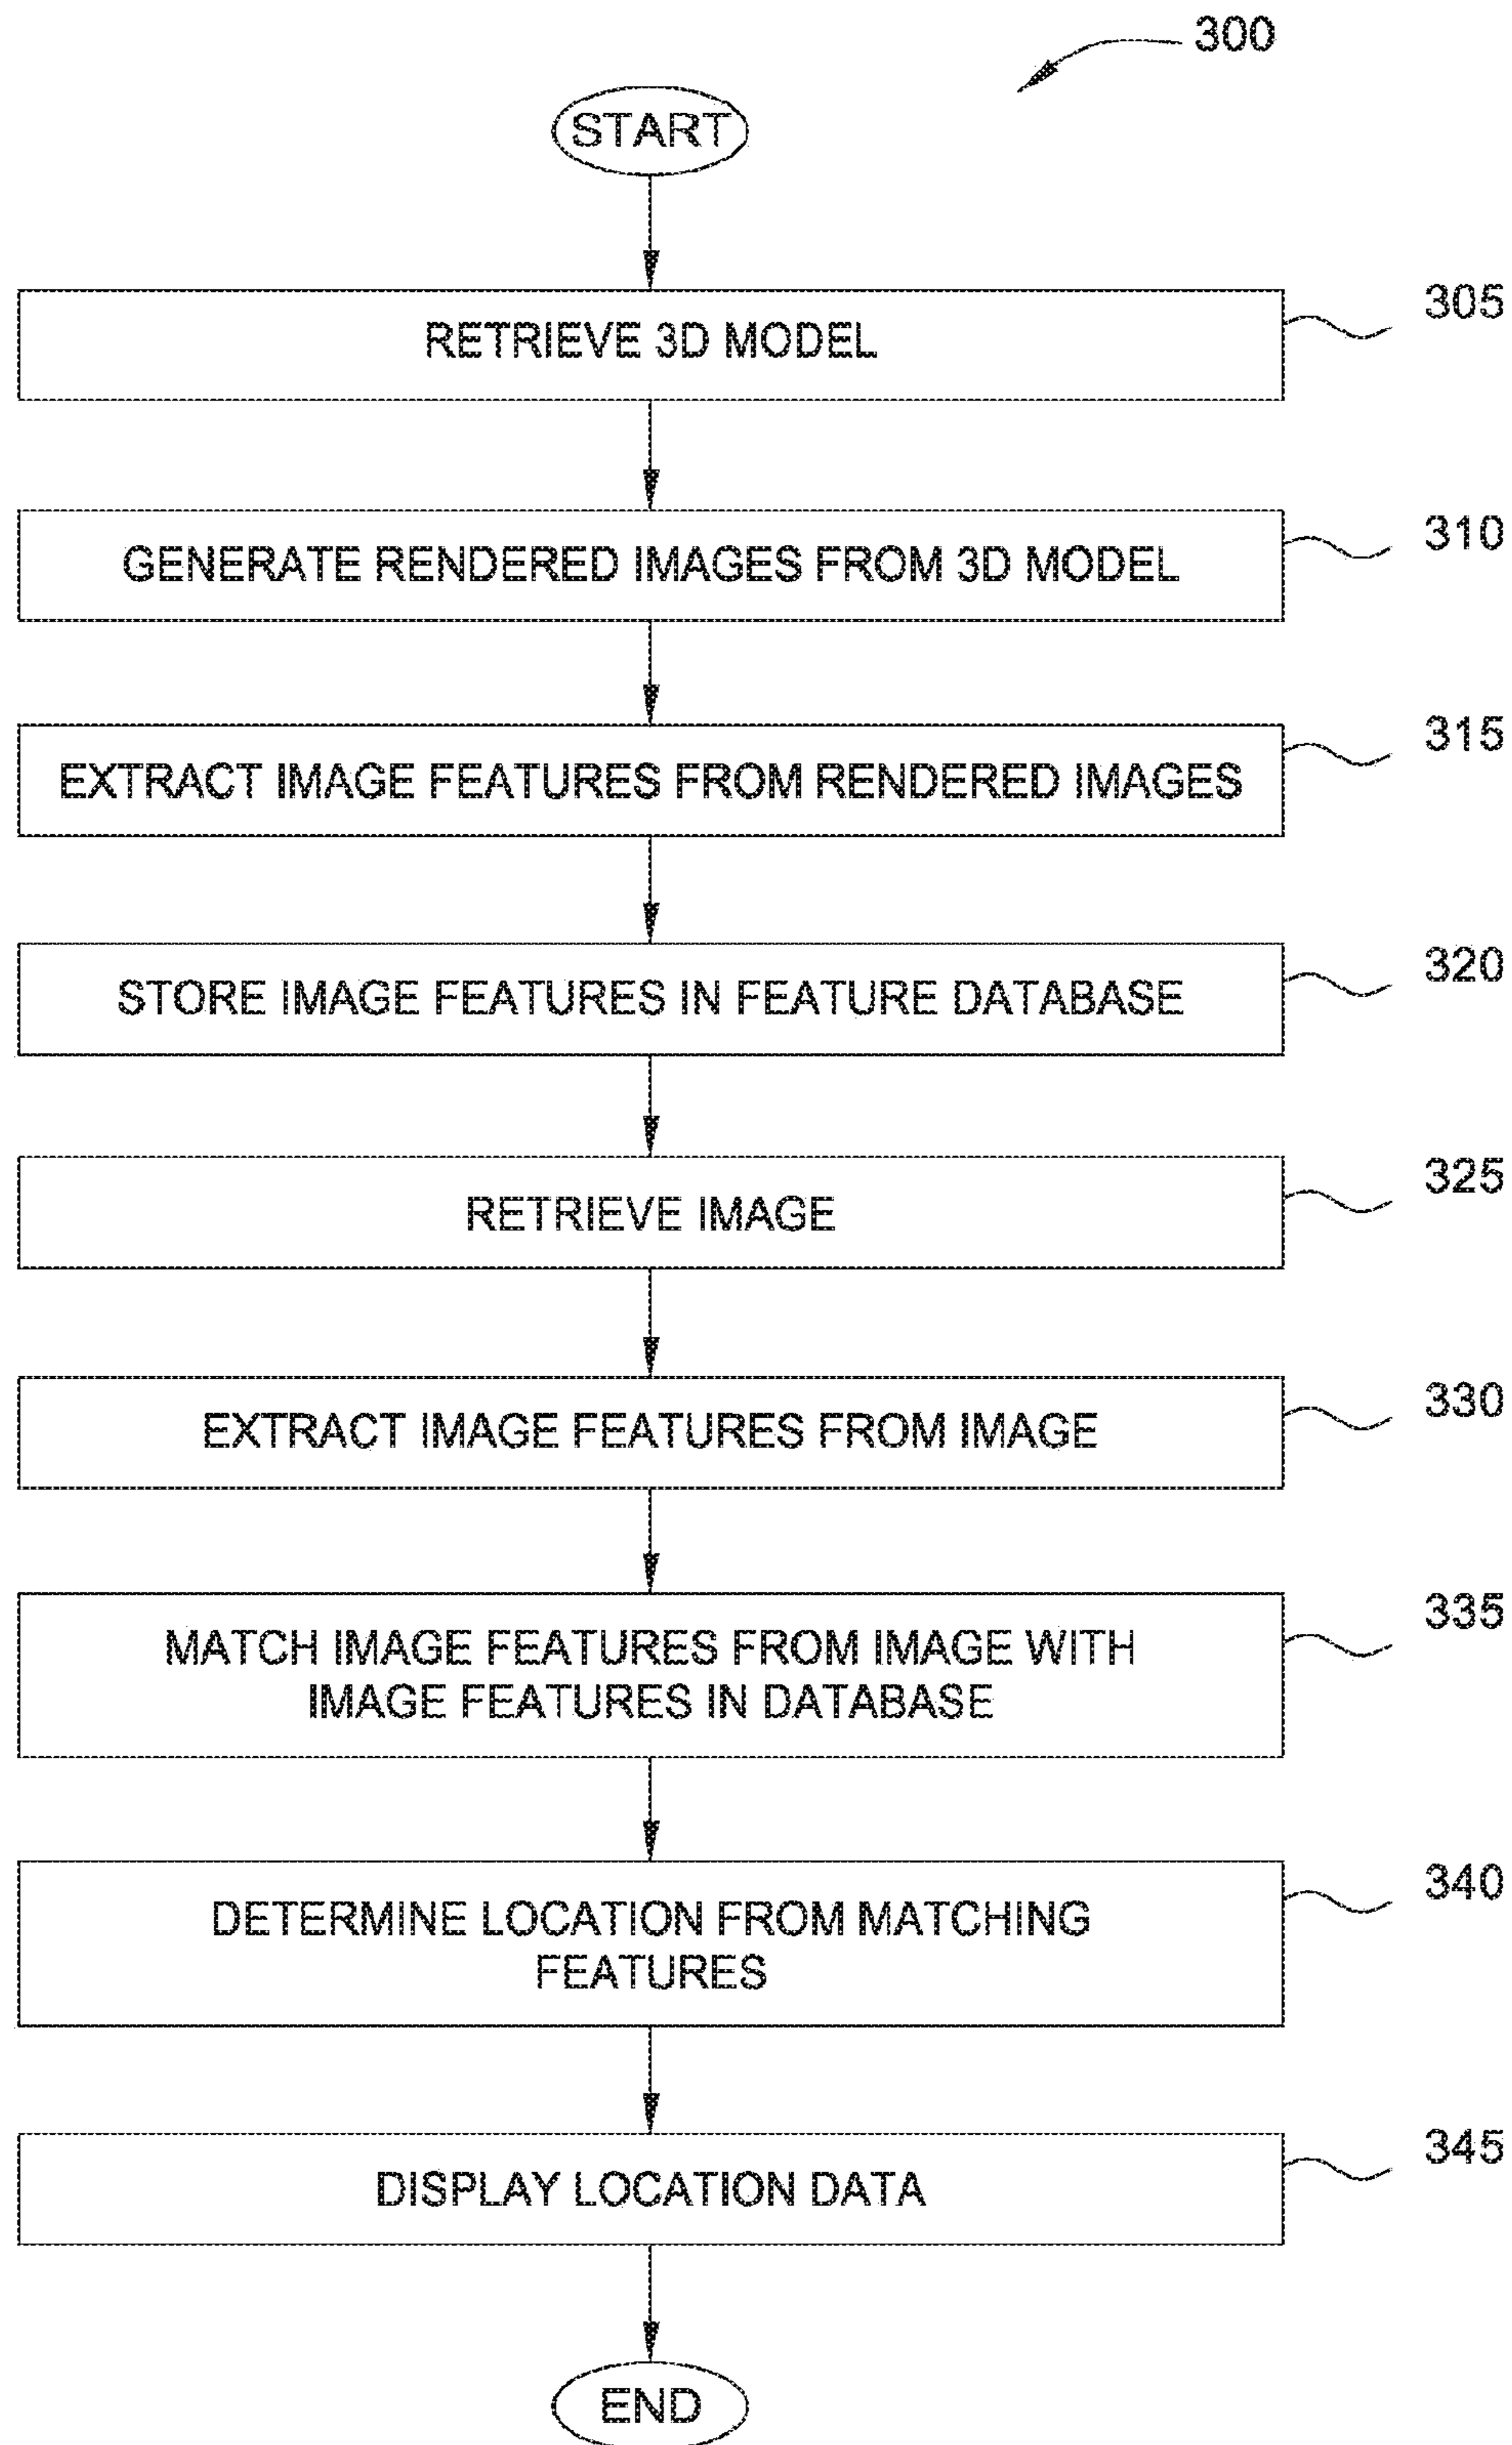 300
START
RETRIEVE 3D MODEL
305
GENERATE RENDERED IMAGES FROM 3D MODEL
310
EXTRACT IMAGE FEATURES FROM RENDERED IMAGES
315
STORE IMAGE FEATURES IN FEATURE DATABASE
320
RETRIEVE IMAGE
325
EXTRACT IMAGE FEATURES FROM IMAGE
330
MATCH IMAGE FEATURES FROM IMAGE WITH
IMAGE FEATURES IN DATABASE
335
DETERMINE LOCATION FROM MATCHING
FEATURES
340
DISPLAY LOCATION DATA
345
END